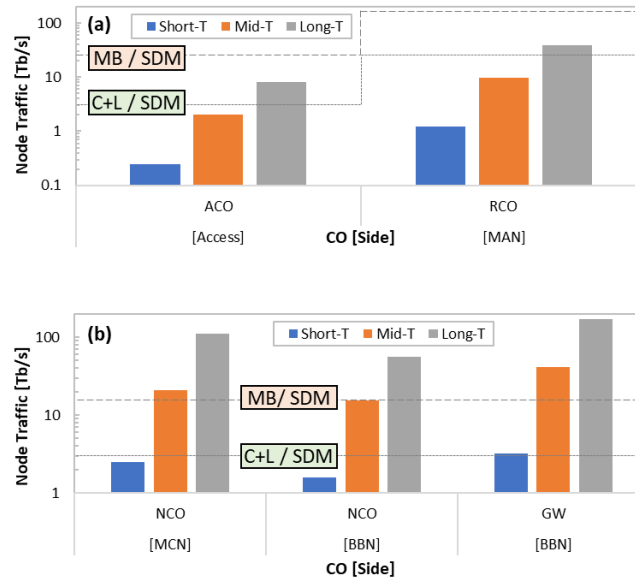 (a)
Short-T Mid-T Long-T
Node Traffic [Tb/s]
100
10
1
0.1
MB / SDM
C+L / SDM
ACO RCO
[Access] [MAN]
CO [Side]
(b)
Short-T Mid-T Long-T
Node Traffic [Tb/s]
100
10
1
MB/ SDM
C+L / SDM
NCO NCO GW
[MCN] [BBN] [BBN]
CO [Side]